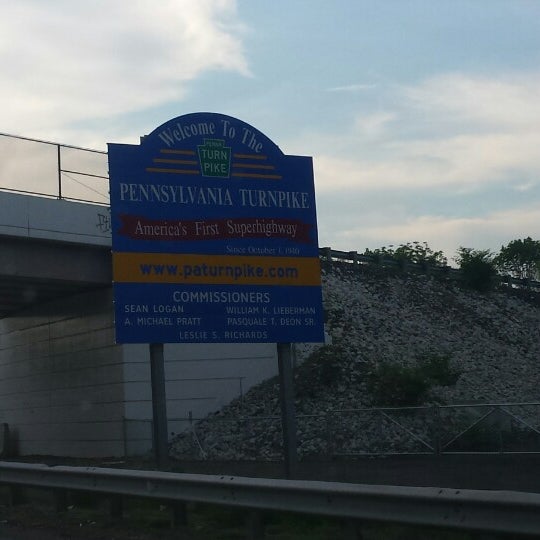 Welcome To The
PENNA
TURN
PIKE
PENNSYLVANIA TURNPIKE
America's First Superhighway
Since October 1, 1940
www.paturnpike.com
COMMISSIONERS
SEAN LOGAN WILLIAM K. LIEBERMAN
A. MICHAEL PRATT PASQUALE T. DEON SR.
LESLIE S. RICHARDS